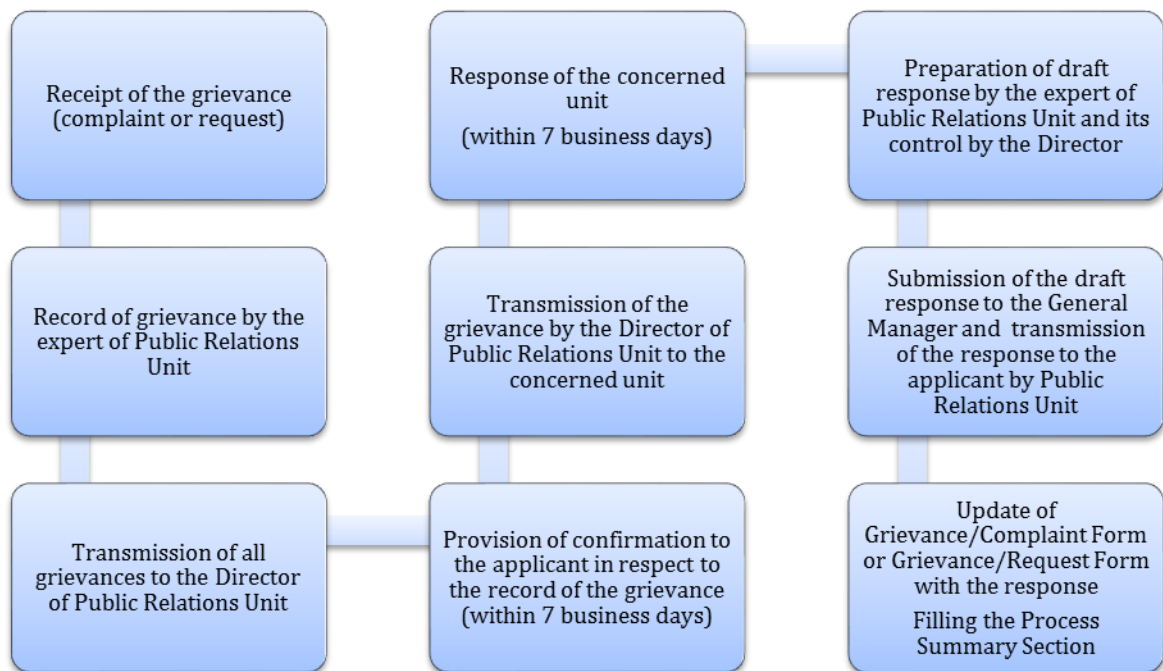 Receipt of the grievance
(complaint or request)
Record of grievance by the
expert of Public Relations
Unit
Transmission of all
grievances to the Director
of Public Relations Unit
Provision of confirmation to
the applicant in respect to
the record of the grievance
(within 7 business days)
Transmission of the
grievance by the Director of
Public Relations Unit to the
concerned unit
Response of the concerned
unit
(within 7 business days)
Preparation of draft
response by the expert of
Public Relations Unit and its
control by the Director
Submission of the draft
response to the General
Manager and transmission
of the response to the
applicant by Public
Relations Unit
Update of
Grievance/Complaint Form
or Grievance/Request Form
with the response
Filling the Process
Summary Section